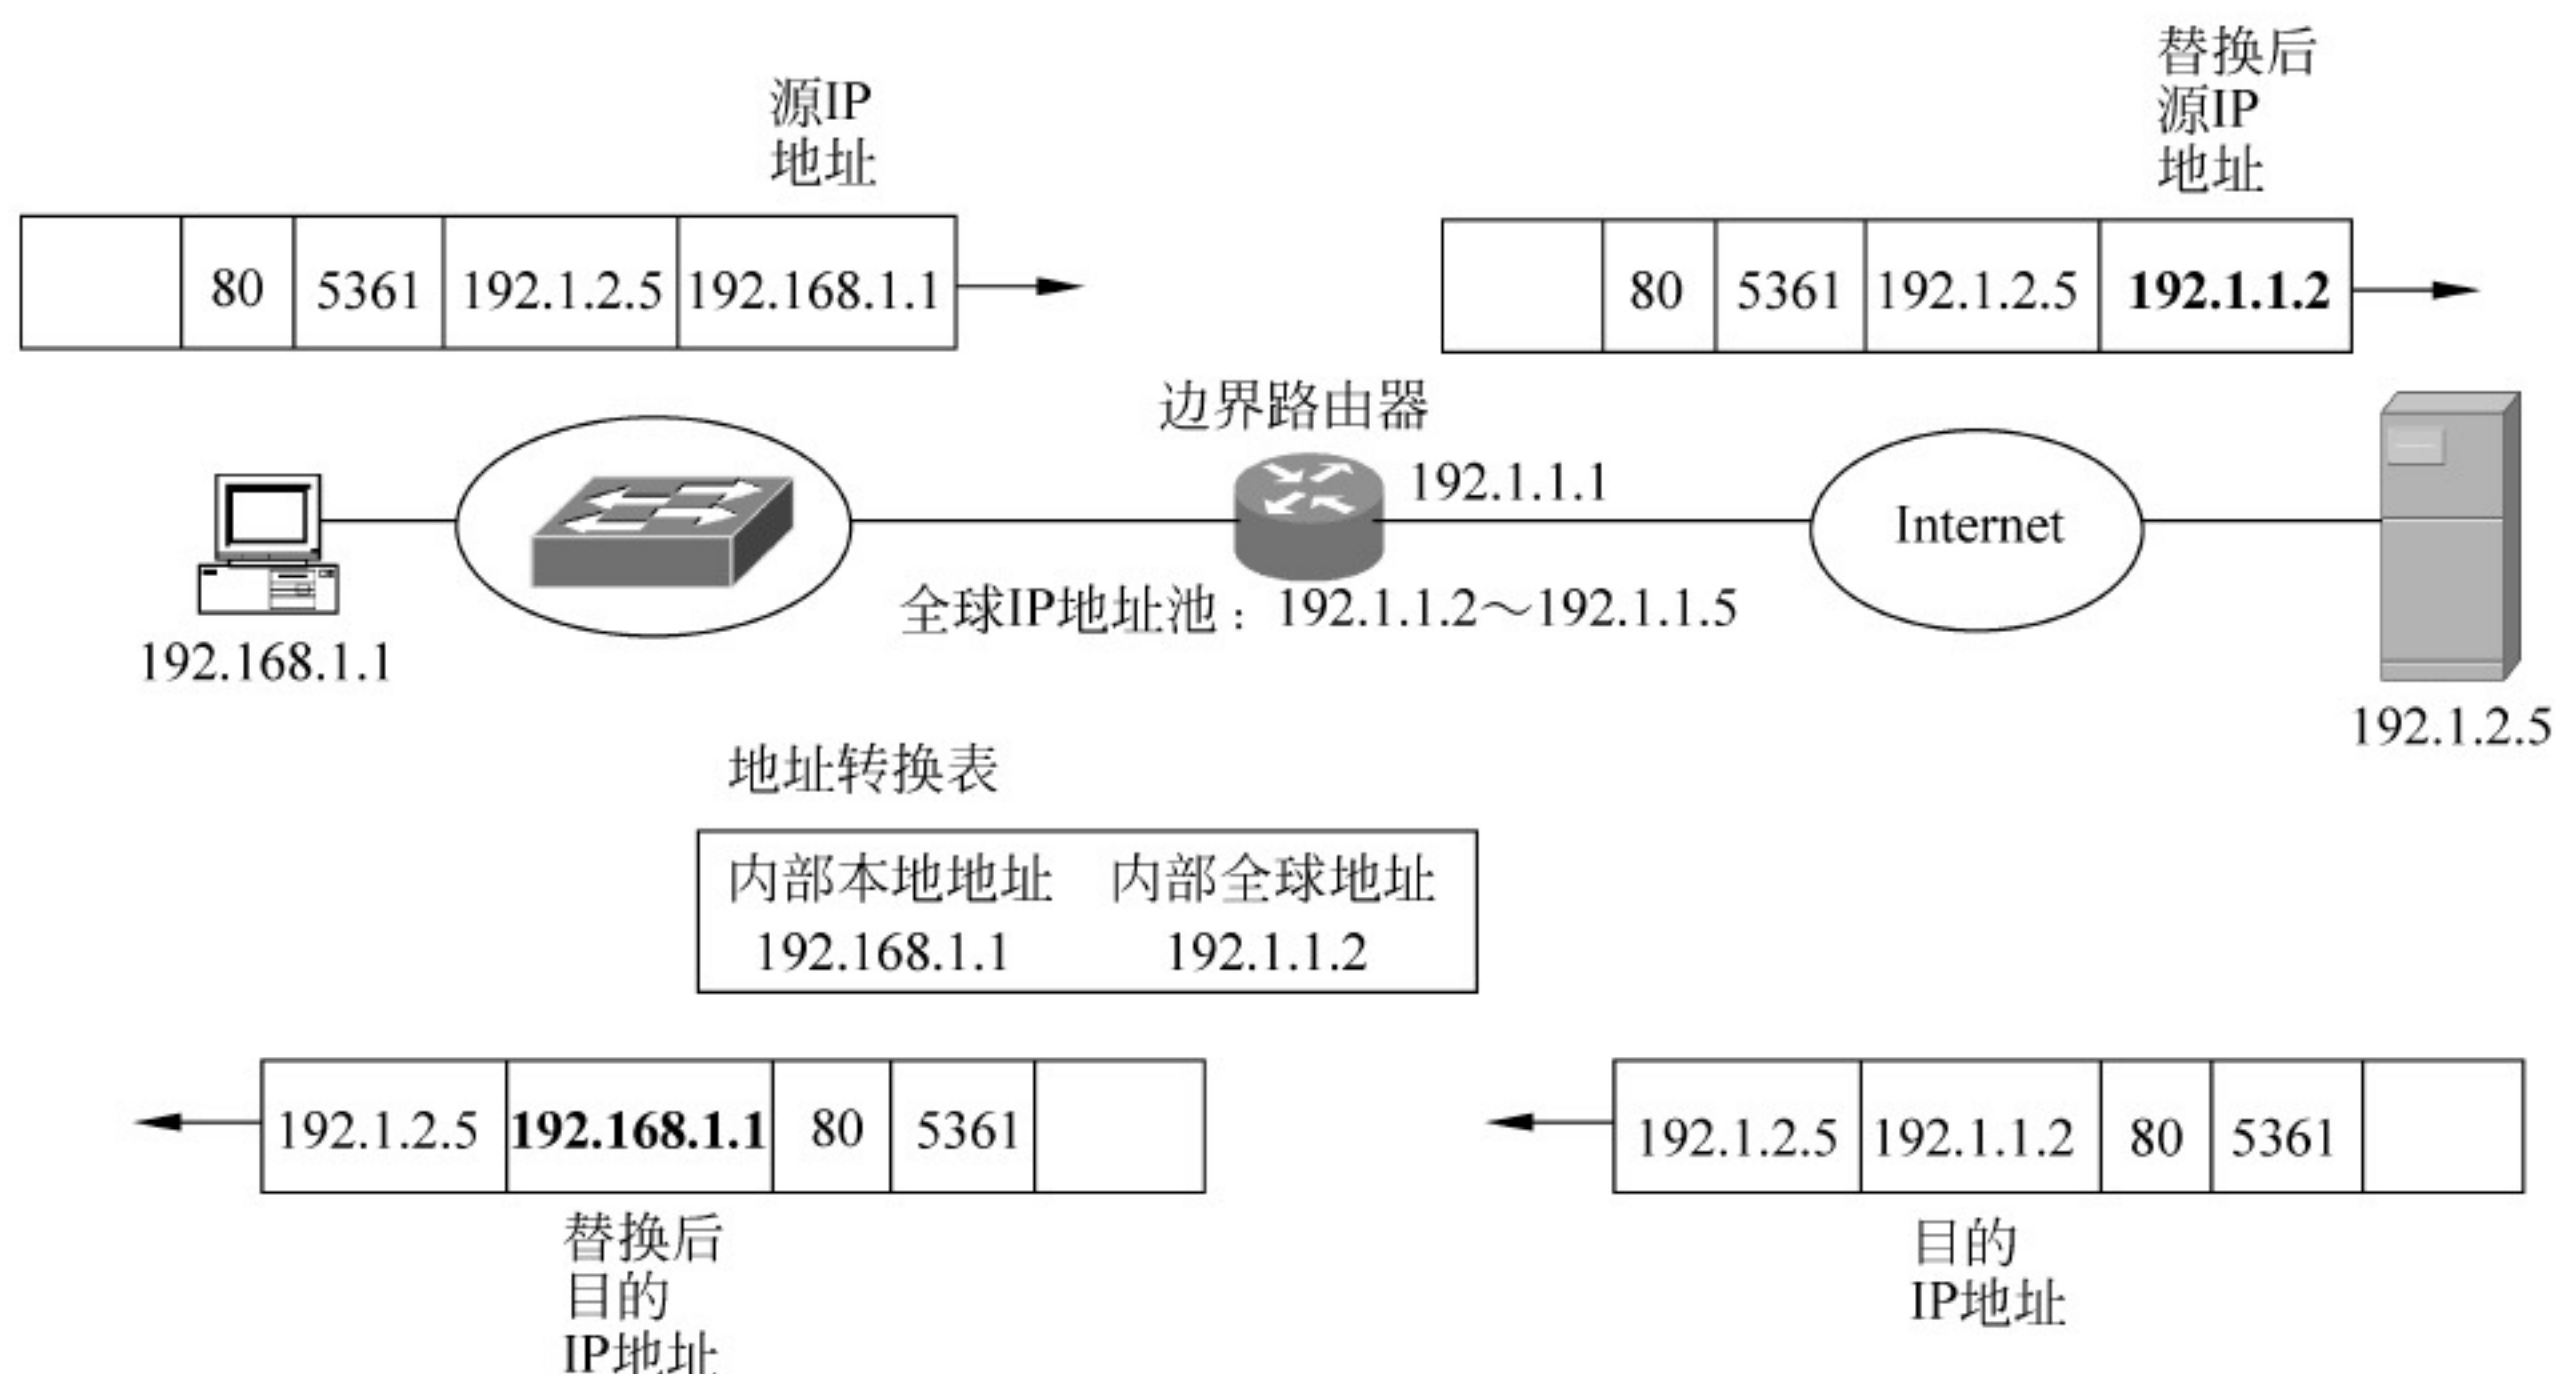 源IP
地址
替换后
源IP
地址
80 5361 192.1.2.5 192.168.1.1
80 5361 192.1.2.5 192.1.1.2
边界路由器
192.1.1.1
Internet
全球IP地址池：192.1.1.2～192.1.1.5
192.168.1.1
192.1.2.5
地址转换表
内部本地地址 内部全球地址
192.168.1.1 192.1.1.2
192.1.2.5 192.168.1.1 80 5361
192.1.2.5 192.1.1.2 80 5361
替换后
目的
IP地址
目的
IP地址